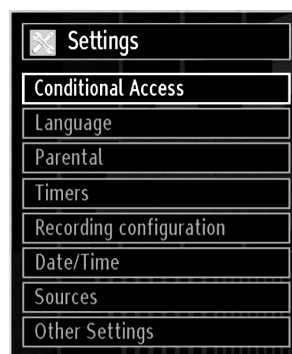 Settings
Conditional Access
Language
Parental
Timers
Recording configuration
Date/Time
Sources
Other Settings